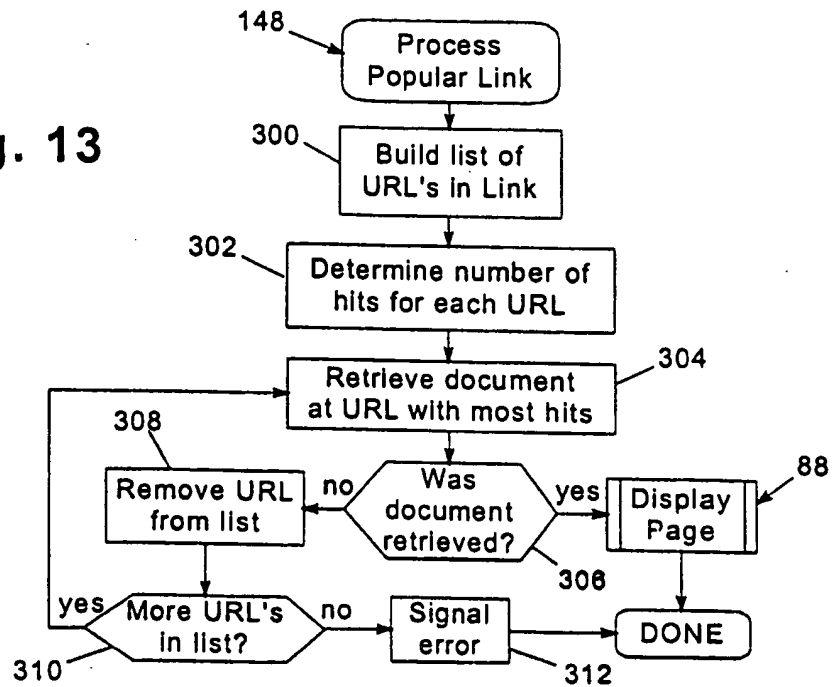 148
Process
Popular Link
g. 13
300
Build list of
URL's in Link
302
Determine number of
hits for each URL
304
Retrieve document
at URL with most hits
308
Remove URL
from list
no
Was
document
retrieved?
306
yes
Display
Page
88
yes
More URL's
in list?
310
no
Signal
error
312
DONE